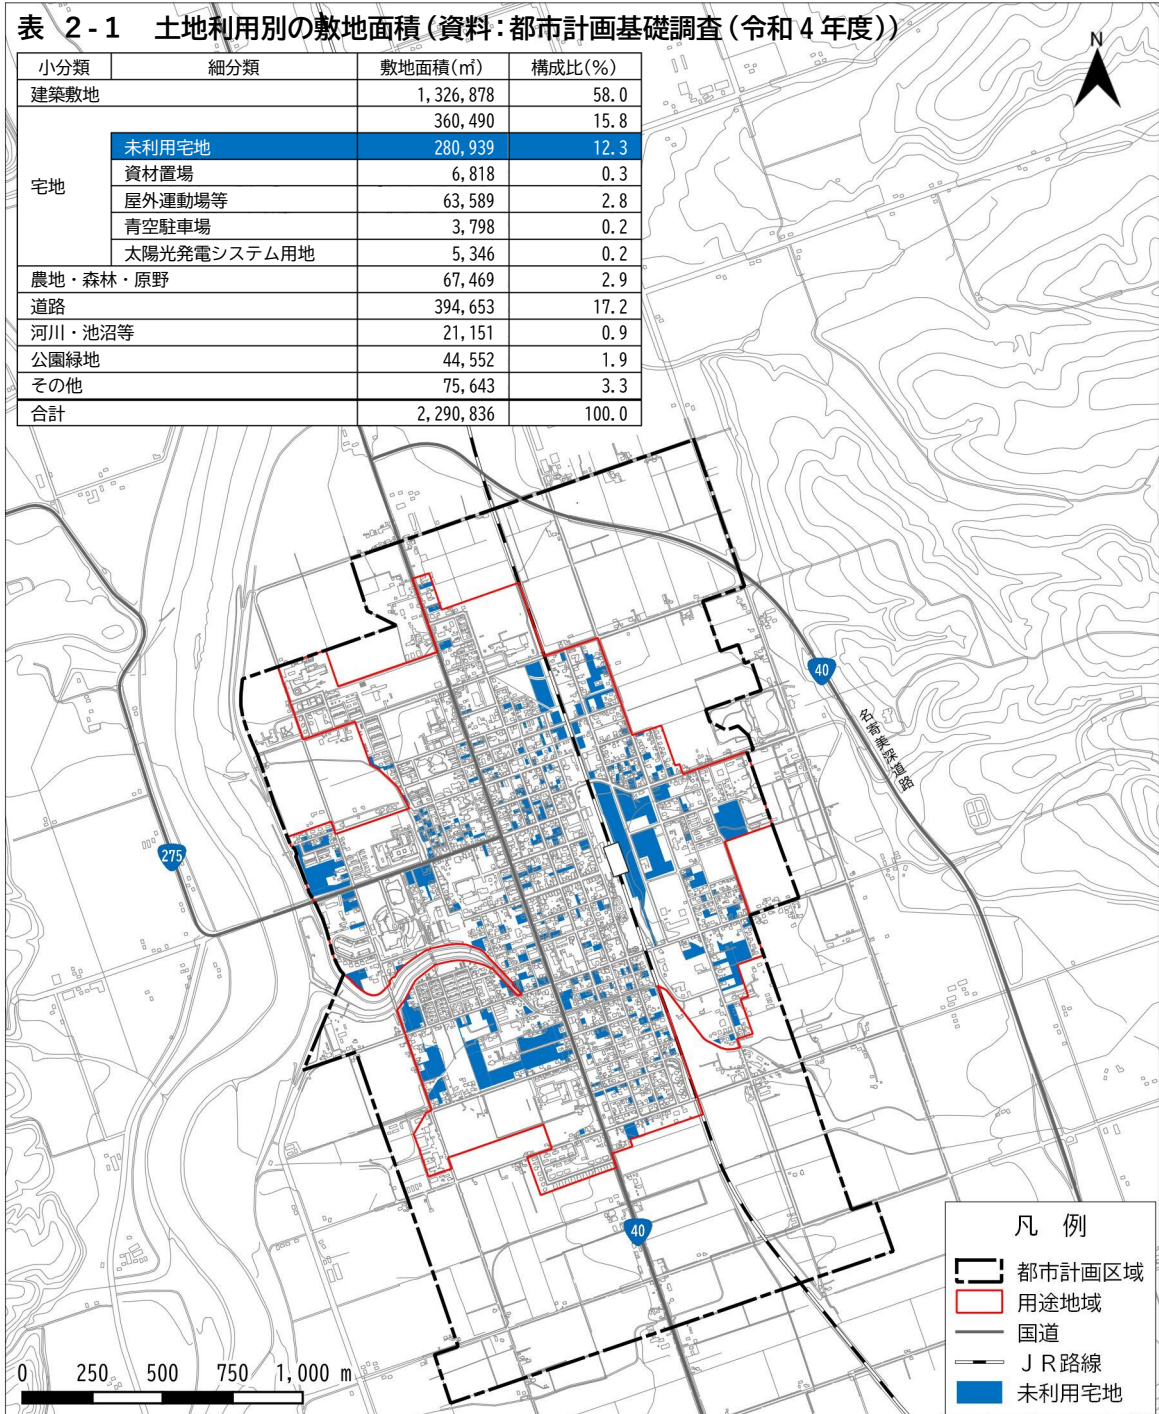 表 2-1 土地利用別の敷地面積(資料:都市計画基礎調査(令和4年度))
小分類 細分類 敷地面積(㎡) 構成比(%)
建築敷地 1,326,878 58.0
宅地 360,490 15.8
未利用宅地 280,939 12.3
資材置場 6,818 0.3
屋外運動場等 63,589 2.8
青空駐車場 3,798 0.2
太陽光発電システム用地 5,346 0.2
農地・森林・原野 67,469 2.9
道路 394,653 17.2
河川・池沼等 21,151 0.9
公園緑地 44,552 1.9
その他 75,643 3.3
合計 2,290,836 100.0
N
40
名寄美深道路
275
40
凡 例
都市計画区域
用途地域
国道
JR路線
未利用宅地
0 250 500 750 1,000 m